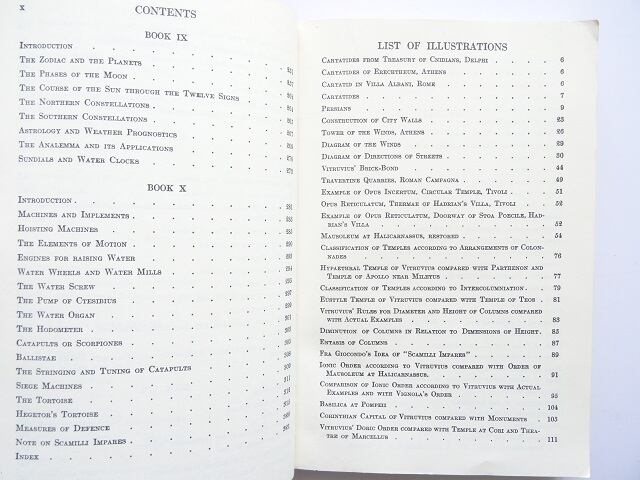 x
CONTENTS
BOOK IX
INTRODUCTION
THE ZODIAC AND THE PLANETS
THE PHASES OF THE MOON
THE COURSE OF THE SUN THROUGH THE TWELVE SIGNS
THE NORTHERN CONSTELLATIONS
THE SOUTHERN CONSTELLATIONS
ASTROLOGY AND WEATHER PROGNOSTICS
THE ANALEMMA AND ITS APPLICATIONS
SUNDIALS AND WATER CLOCKS
BOOK X
INTRODUCTION
MACHINES AND IMPLEMENTS
HOISTING MACHINES
THE ELEMENTS OF MOTION
ENGINES FOR RAISING WATER
WATER WHEELS AND WATER MILLS
THE WATER SCREW
THE PUMP OF CTESIBIUS
THE WATER ORGAN
THE HODOMETER
CATAPULTS OR SCORPIONES
BALLISTAE
THE STRINGING AND TUNING OF CATAPULTS
SIEGE MACHINES
THE TORTOISE
HEGETOR'S TORTOISE
MEASURES OF DEFENCE
NOTE ON SCAMILLI IMPARES
INDEX
LIST OF ILLUSTRATIONS
CARYATIDES FROM TREASURY OF CNIDIANS, DELPHI 6
CARYATIDES OF ERECHTHEUM, ATHENS 6
CARYATID IN VILLA ALBANI, ROME 6
CARYATIDES 7
PERSIANS 9
CONSTRUCTION OF CITY WALLS 23
TOWER OF THE WINDS, ATHENS 26
DIAGRAM OF THE WINDS 29
DIAGRAM OF DIRECTIONS OF STREETS 30
VITRUVIUS' BRICK-BOND 44
TRAVERTINE QUARRIES, ROMAN CAMPAGNA 49
EXAMPLE OF OPUS INCERTUM, CIRCULAR TEMPLE, TIVOLI 51
OPUS RETICULATUM, THERMAE OF HADRIAN'S VILLA, TIVOLI 52
EXAMPLE OF OPUS RETICULATUM, DOORWAY OF STOA POECILE, HAD-
RIAN'S VILLA 52
MAUSOLEUM AT HALICARNASSUS, RESTORED 54
CLASSIFICATION OF TEMPLES ACCORDING TO ARRANGEMENTS OF COLON-
NADES 76
HYPAETHRAL TEMPLE OF VITRUVIUS COMPARED WITH PARTHENON AND
TEMPLE OF APOLLO NEAR MILETUS 77
CLASSIFICATION OF TEMPLES ACCORDING TO INTERCOLUMNIATION 79
EUSTYLE TEMPLE OF VITRUVIUS COMPARED WITH TEMPLE OF TEOS 81
VITRUVIUS' RULES FOR DIAMETER AND HEIGHT OF COLUMNS COMPARED
WITH ACTUAL EXAMPLES 83
DIMINUTION OF COLUMNS IN RELATION TO DIMENSIONS OF HEIGHT 85
ENTASIS OF COLUMNS 87
FRA GIOCONDO'S IDEA OF "SCAMILLI IMPARES" 89
IONIC ORDER ACCORDING TO VITRUVIUS COMPARED WITH ORDER OF
MAUSOLEUM AT HALICARNASSUS 91
COMPARISON OF IONIC ORDER ACCORDING TO VITRUVIUS WITH ACTUAL
EXAMPLES AND WITH VIGNOLA'S ORDER 95
BASILICA AT POMPEII 104
CORINTHIAN CAPITAL OF VITRUVIUS COMPARED WITH MONUMENTS 105
VITRUVIUS' DORIC ORDER COMPARED WITH TEMPLE AT CORI AND THEA-
TRE OF MARCELLUS 111